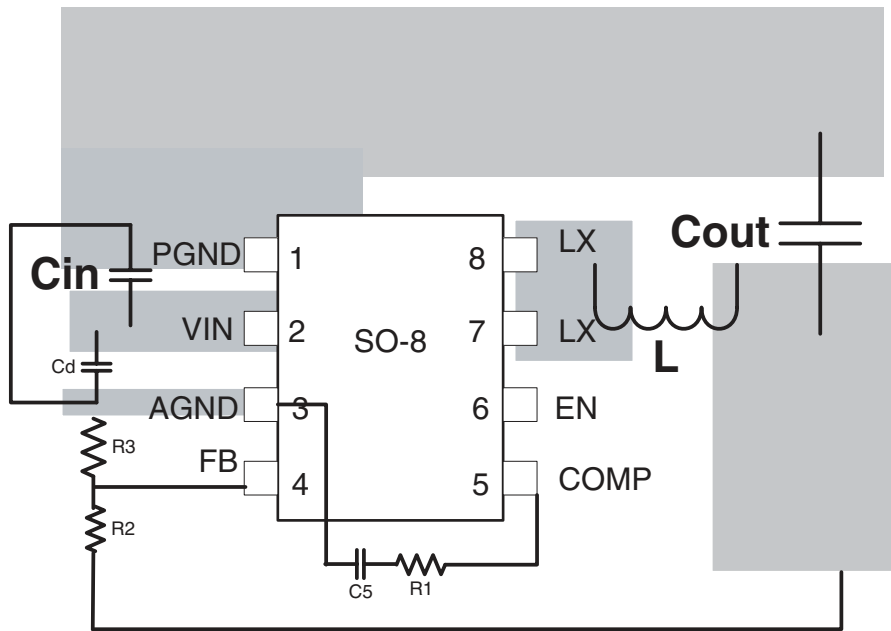 PGND 1 8 LX
Cin
Cout
VIN 2 SO-8 7 LX
L
Cd
AGND 3 6 EN
R3
FB 4 5 COMP
R2
C5 R1